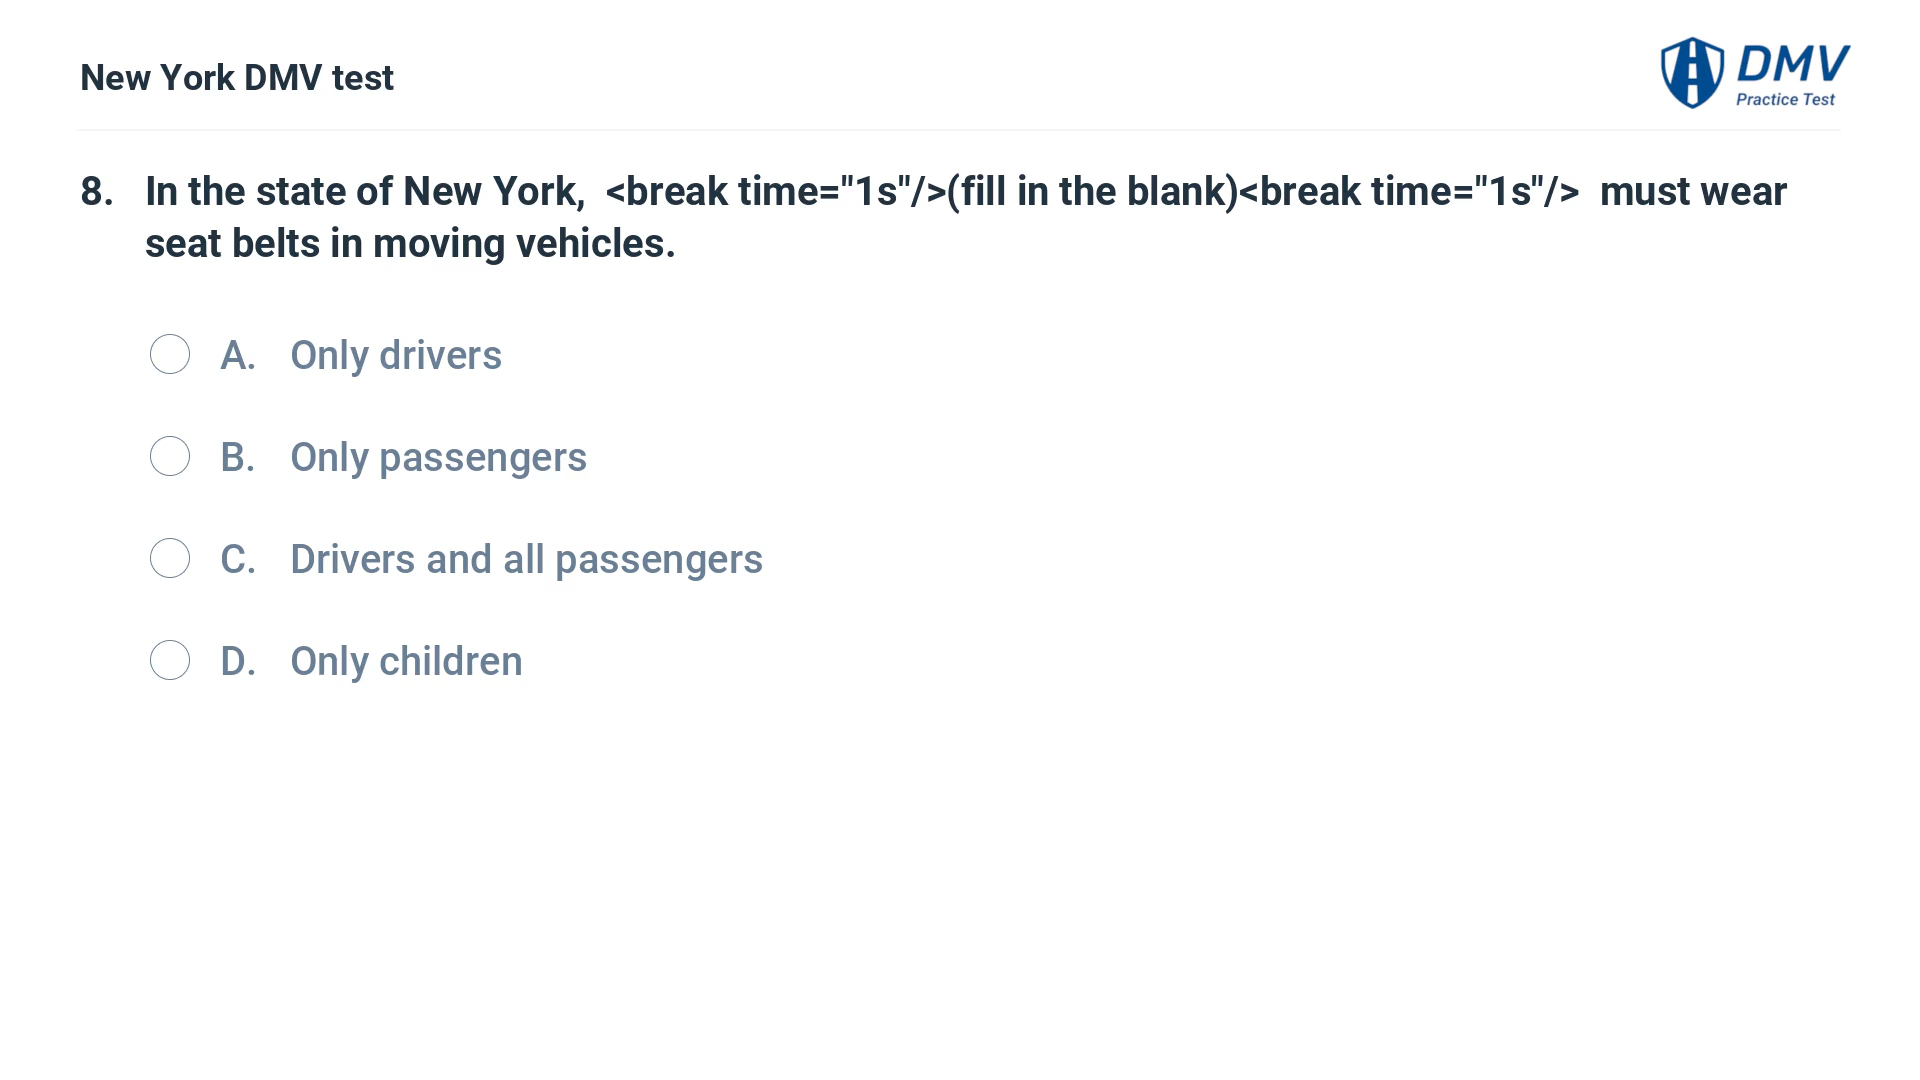 New York DMV test
DMV
Practice Test
8. In the state of New York,  <break time="1s"/>(fill in the blank)<break time="1s"/>  must wear
seat belts in moving vehicles.
A. Only drivers
B. Only passengers
C. Drivers and all passengers
D. Only children